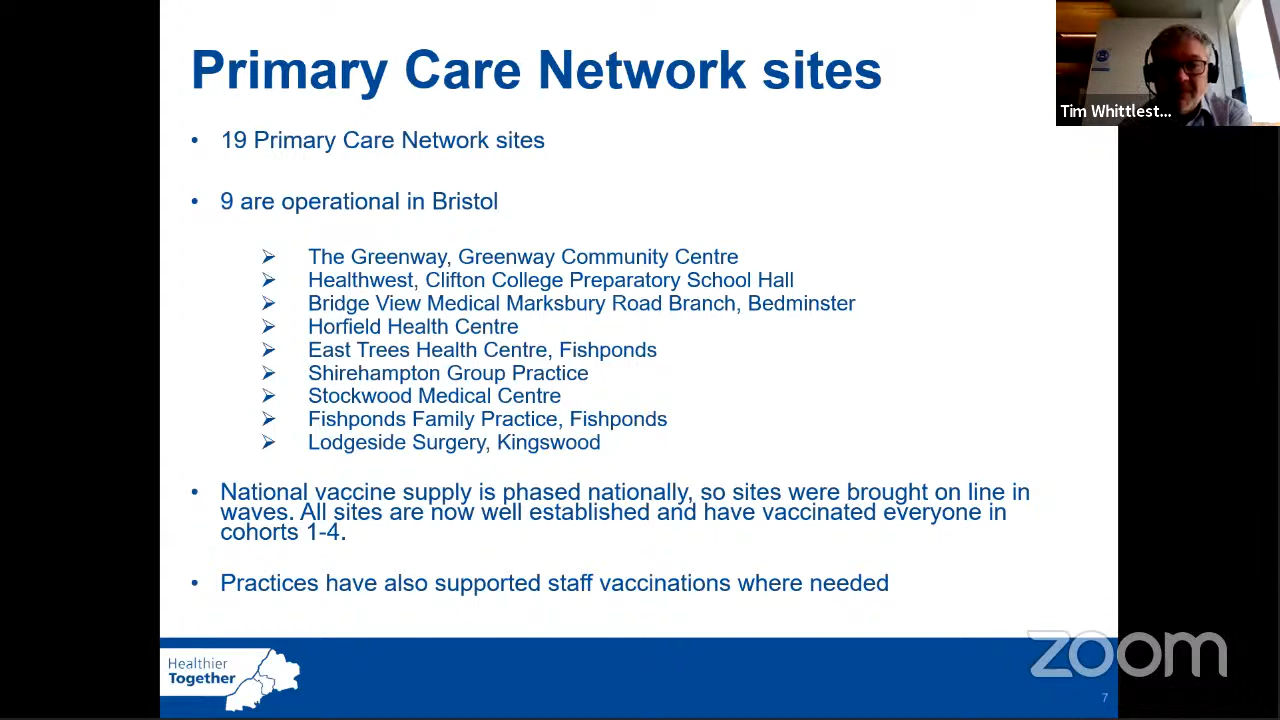 Primary Care Network sites
Tim Whittlest...
• 19 Primary Care Network sites
• 9 are operational in Bristol
➢ The Greenway, Greenway Community Centre
➢ Healthwest, Clifton College Preparatory School Hall
➢ Bridge View Medical Marksbury Road Branch, Bedminster
➢ Horfield Health Centre
➢ East Trees Health Centre, Fishponds
➢ Shirehampton Group Practice
➢ Stockwood Medical Centre
➢ Fishponds Family Practice, Fishponds
➢ Lodgeside Surgery, Kingswood
• National vaccine supply is phased nationally, so sites were brought on line in
waves. All sites are now well established and have vaccinated everyone in
cohorts 1-4.
• Practices have also supported staff vaccinations where needed
Healthier
Together
zoom
7